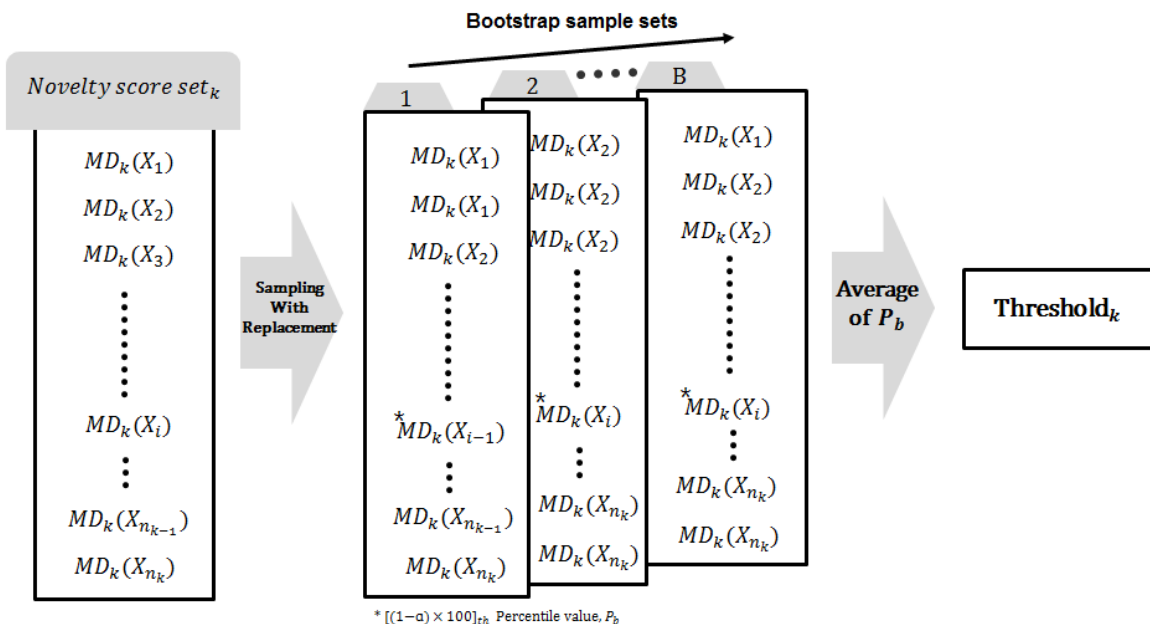 Bootstrap sample sets
Novelty score set_k
MD_k(X_1)
MD_k(X_2)
MD_k(X_3)
MD_k(X_i)
MD_k(X_{n_{k-1}})
MD_k(X_{n_k})
Sampling
With
Replacement
1
MD_k(X_1)
MD_k(X_1)
MD_k(X_2)
*MD_k(X_{i-1})
MD_k(X_{n_{k-1}})
MD_k(X_{n_k})
2
MD_k(X_2)
MD_k(X_2)
MD_k(X_2)
*MD_k(X_i)
MD_k(X_{n_k})
MD_k(X_{n_k})
B
MD_k(X_1)
MD_k(X_2)
MD_k(X_2)
*MD_k(X_i)
MD_k(X_{n_k})
MD_k(X_{n_k})
Average
of P_b
Threshold_k
* [(1−α) × 100]_{th} Percentile value, P_b